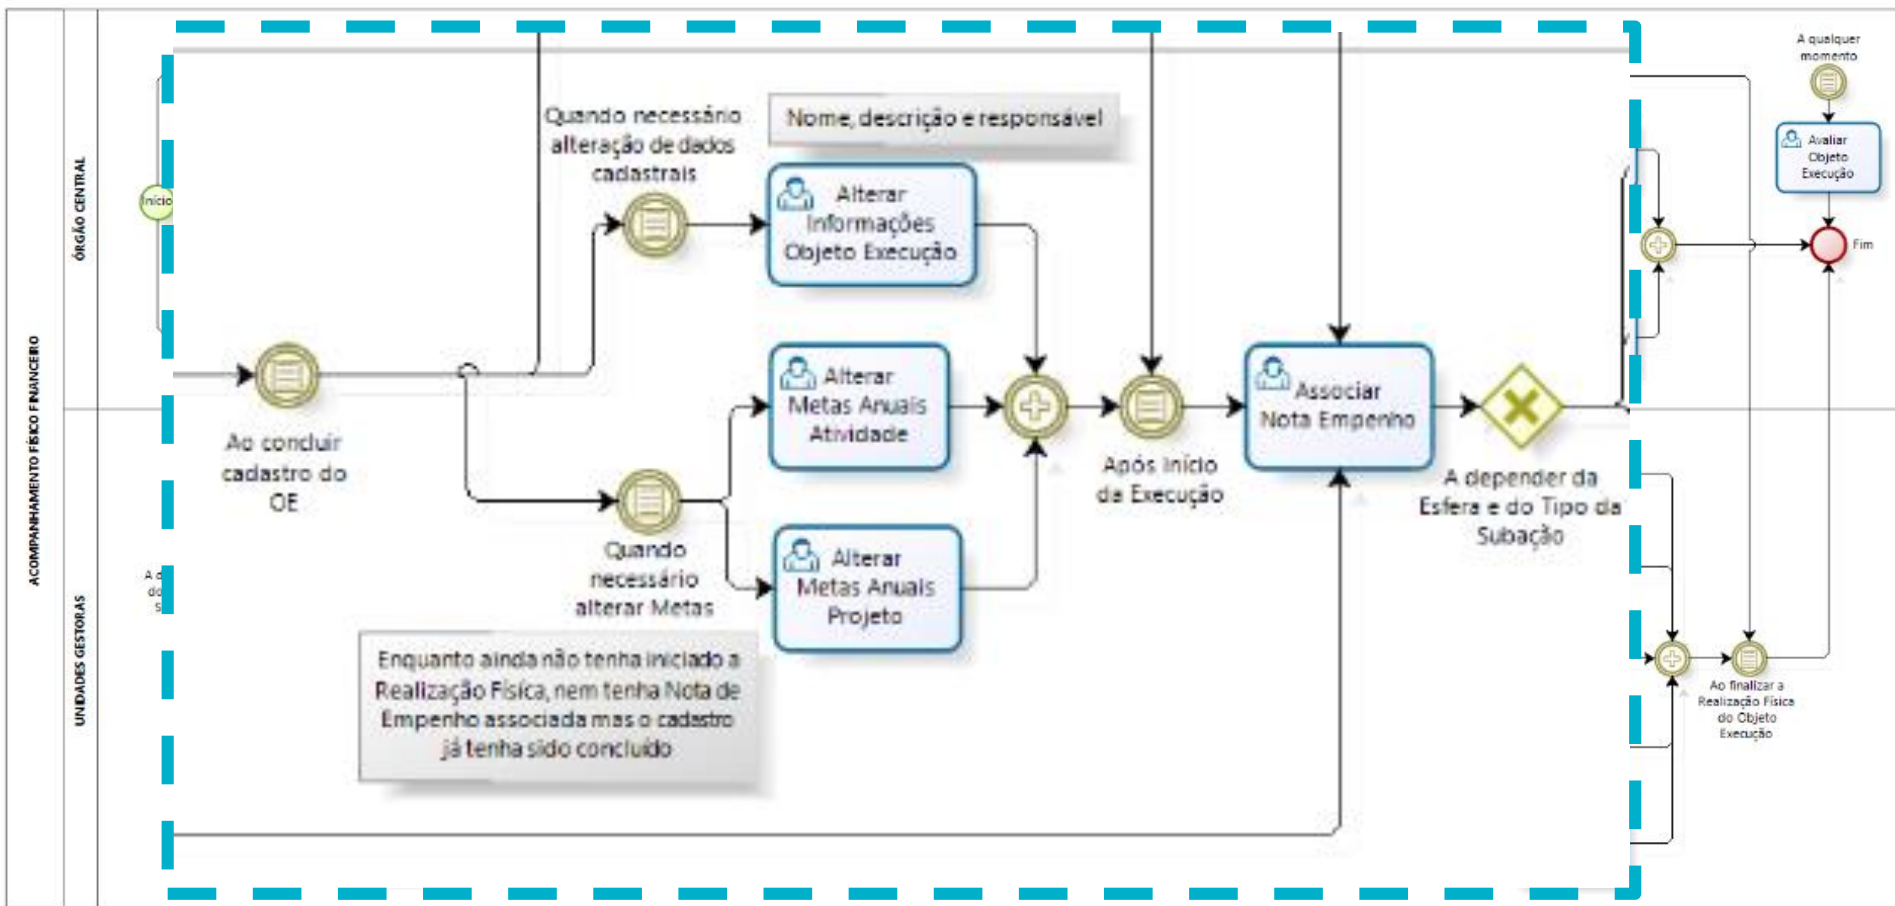 ACOMPANHAMENTO FÍSICO FINANCEIRO
ÓRGÃO CENTRAL
UNIDADES GESTORAS
Início
Ao concluir
cadastro do
OE
Quando necessário
alteração de dados
cadastrais
Nome, descrição e responsável
Alterar
Informações
Objeto Execução
Alterar
Metas Anuais
Atividade
Quando
necessário
alterar Metas
Alterar
Metas Anuais
Projeto
Enquanto ainda não tenha iniciado a
Realização Física, nem tenha Nota de
Empenho associada mas o cadastro
já tenha sido concluído
Após início
da Execução
Associar
Nota Empenho
A depender da
Esfera e do Tipo da
Subação
A qualquer
momento
Avaliar
Objeto
Execução
Fim
Ao finalizar a
Realização Física
do Objeto
Execução